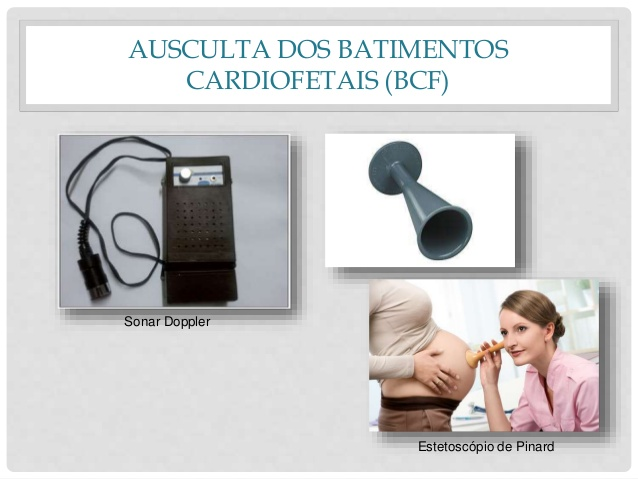 AUSCULTA DOS BATIMENTOS
CARDIOFETAIS (BCF)
Sonar Doppler
Estetoscópio de Pinard